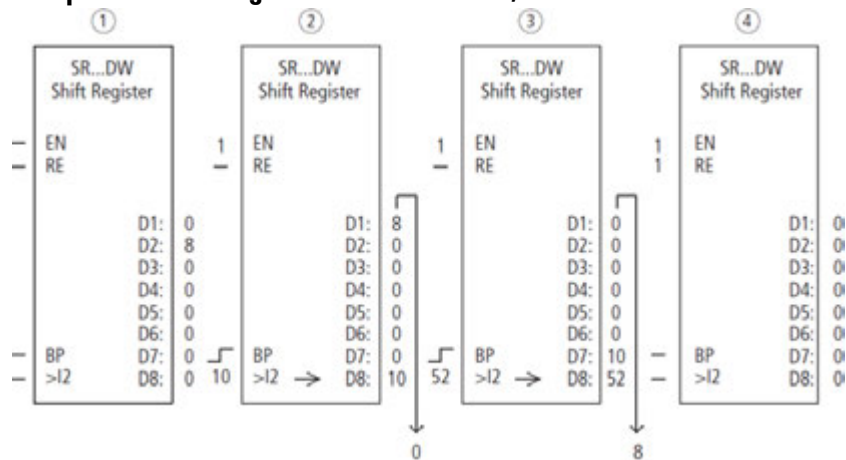 ① ② ③ ④
SR...DW SR...DW SR...DW SR...DW
Shift Register Shift Register Shift Register Shift Register
– EN 1 EN 1 EN 1 EN
– RE – RE – RE 1 RE
D1: 0 D1: 8 D1: 0 D1:
D2: 8 D2: 0 D2: 0 D2:
D3: 0 D3: 0 D3: 0 D3:
D4: 0 D4: 0 D4: 0 D4:
D5: 0 D5: 0 D5: 0 D5:
D6: 0 D6: 0 D6: 0 D6:
– BP D7: 0 BP D7: 0 BP D7: 10 – BP D7:
– >I2 D8: 0 10 >I2 → D8: 10 52 >I2 → D8: 52 – >I2 D8:
0 8